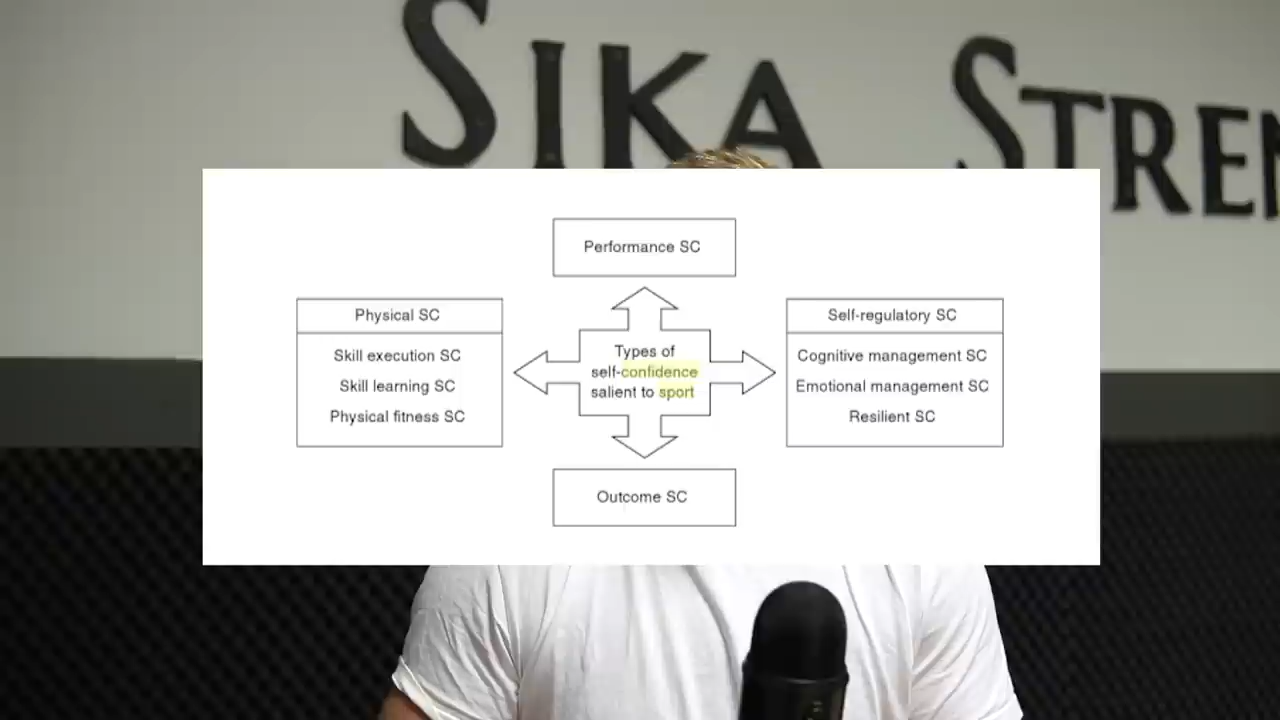 SIKA STREN
Performance SC
Physical SC
Skill execution SC
Skill learning SC
Physical fitness SC
Types of
self-confidence
salient to sport
Self-regulatory SC
Cognitive management SC
Emotional management SC
Resilient SC
Outcome SC